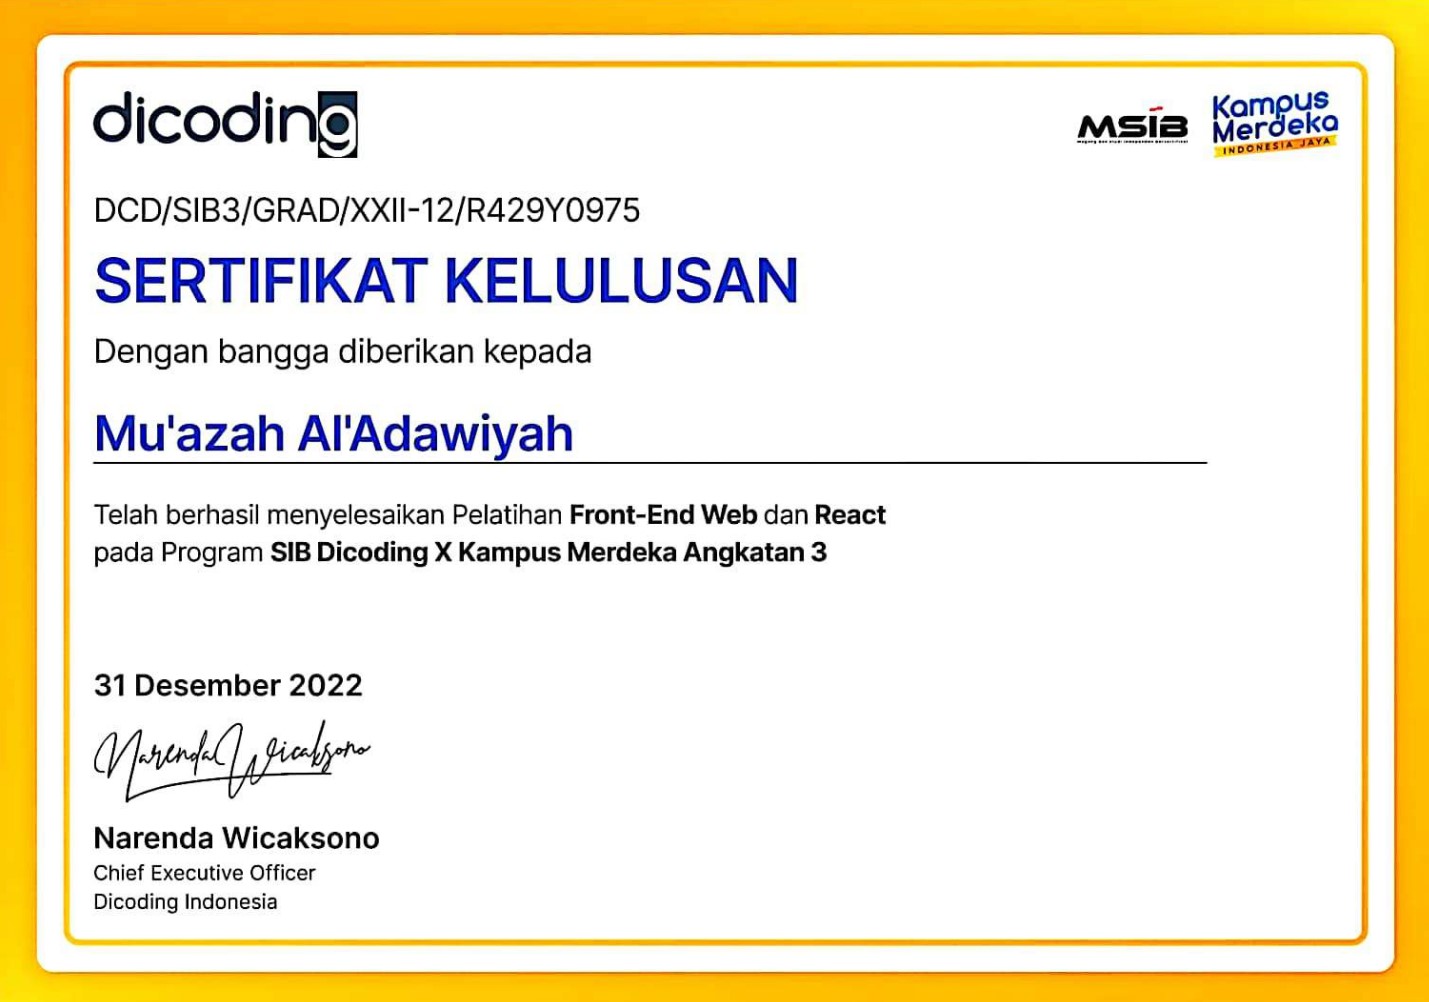 dicoding
MSIB
Kampus
Merdeka
INDONESIA JAYA
DCD/SIB3/GRAD/XXII-12/R429Y0975
SERTIFIKAT KELULUSAN
Dengan bangga diberikan kepada
Mu'azah Al'Adawiyah
Telah berhasil menyelesaikan Pelatihan Front-End Web dan React
pada Program SIB Dicoding X Kampus Merdeka Angkatan 3
31 Desember 2022
Narenda Wicaksono
Narenda Wicaksono
Chief Executive Officer
Dicoding Indonesia